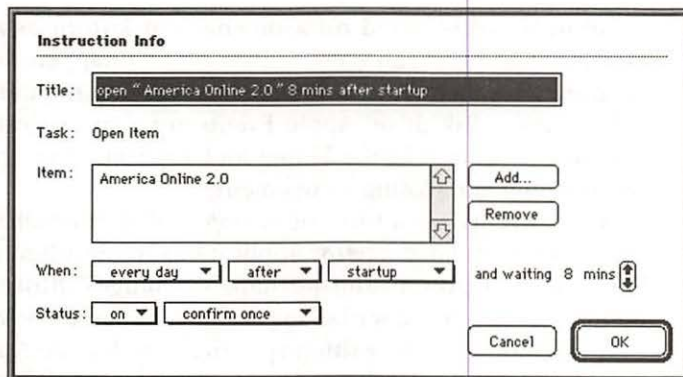 Instruction Info
Title: open "America Online 2.0" 8 mins after startup
Task: Open Item
Item: America Online 2.0
Add...
Remove
When: every day after startup and waiting 8 mins
Status: on confirm once
Cancel OK